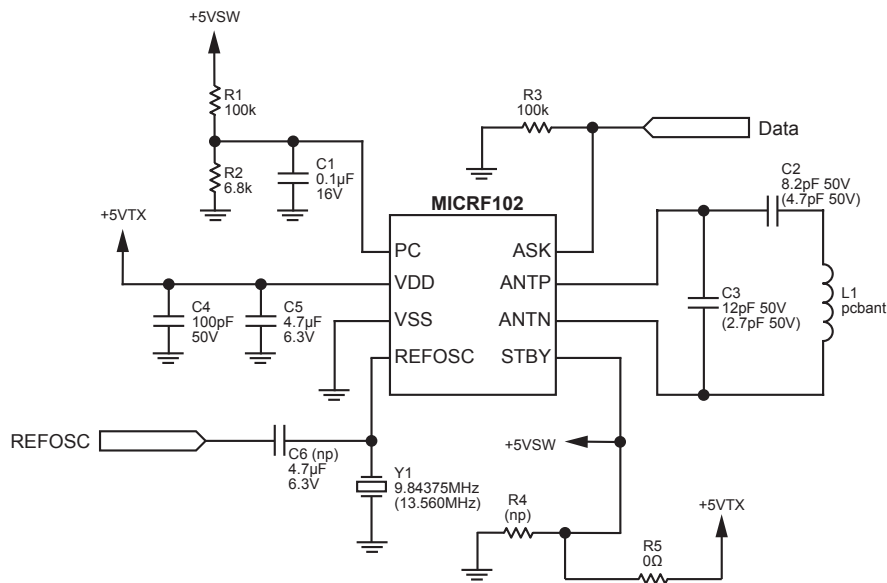 +5VSW
R1
100k
R2
6.8k
C1
0.1µF
16V
R3
100k
Data
C2
8.2pF 50V
(4.7pF 50V)
MICRF102
+5VTX
PC
VDD
VSS
REFOSC
ASK
ANTP
ANTN
STBY
C4
100pF
50V
C5
4.7µF
6.3V
C3
12pF 50V
(2.7pF 50V)
L1
pcbant
REFOSC
C6 (np)
4.7µF
6.3V
Y1
9.84375MHz
(13.560MHz)
+5VSW
R4
(np)
+5VTX
R5
0Ω